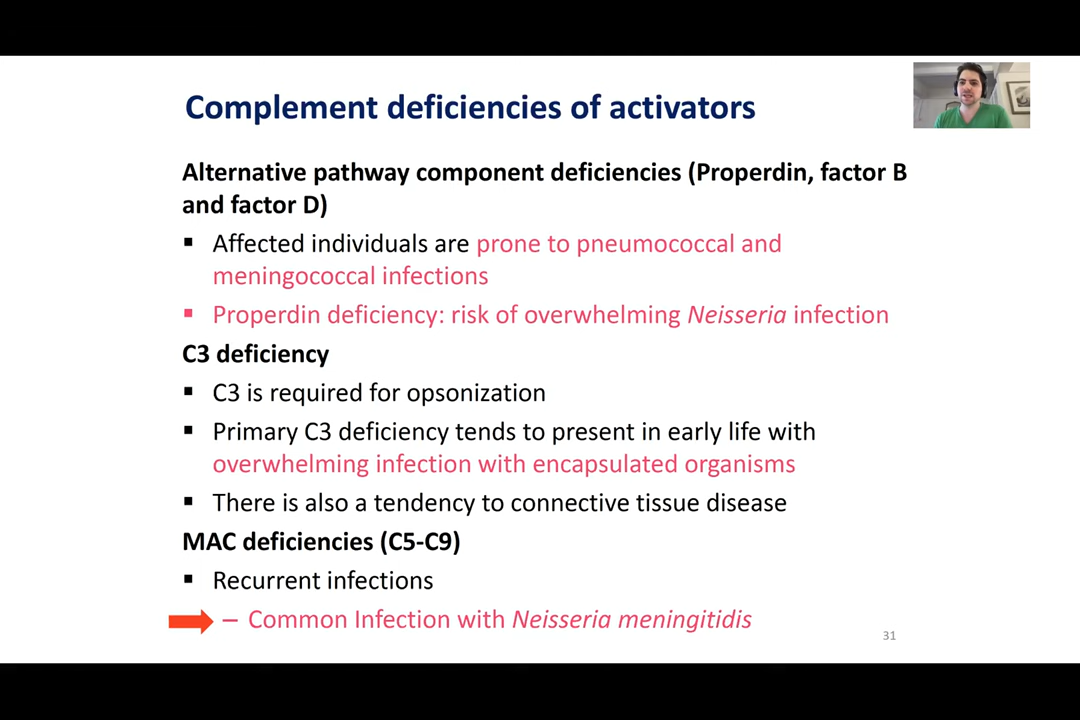 Complement deficiencies of activators
Alternative pathway component deficiencies (Properdin, factor B
and factor D)
▪ Affected individuals are prone to pneumococcal and
meningococcal infections
▪ Properdin deficiency: risk of overwhelming Neisseria infection
C3 deficiency
▪ C3 is required for opsonization
▪ Primary C3 deficiency tends to present in early life with
overwhelming infection with encapsulated organisms
▪ There is also a tendency to connective tissue disease
MAC deficiencies (C5-C9)
▪ Recurrent infections
– Common Infection with Neisseria meningitidis
31